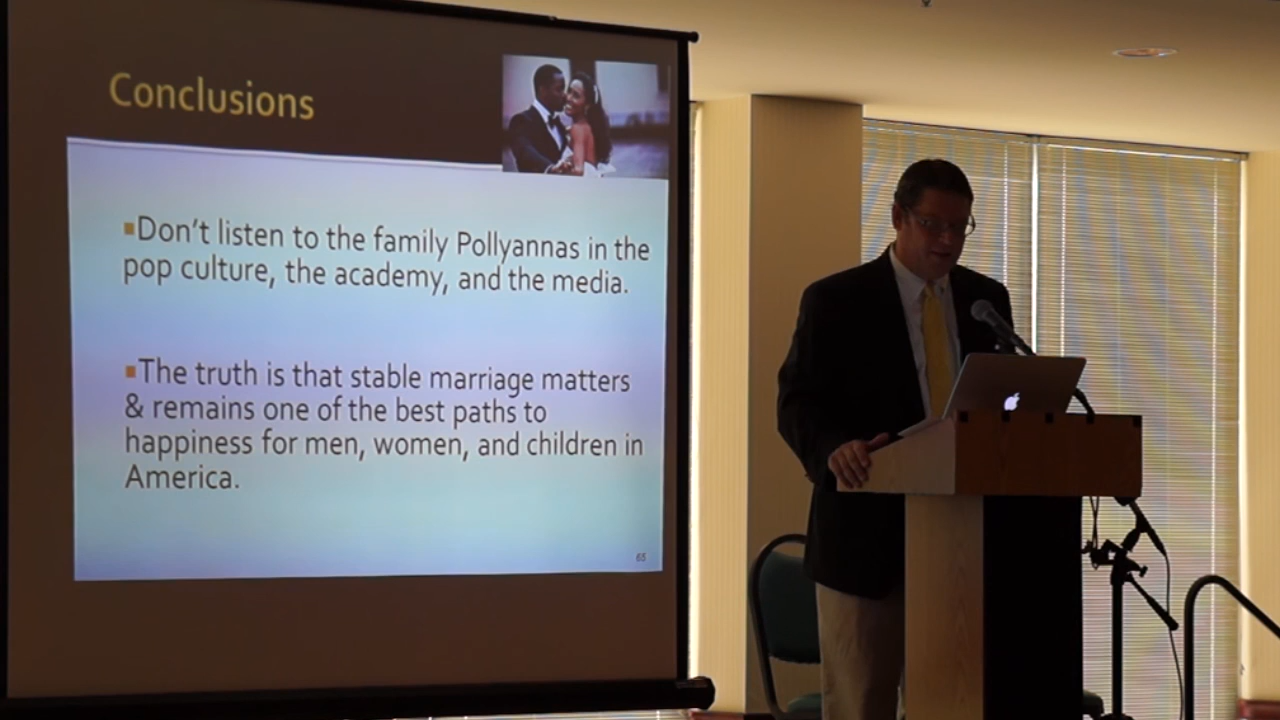 Conclusions
▪Don't listen to the family Pollyannas in the
pop culture, the academy, and the media.
▪The truth is that stable marriage matters
& remains one of the best paths to
happiness for men, women, and children in
America.
65